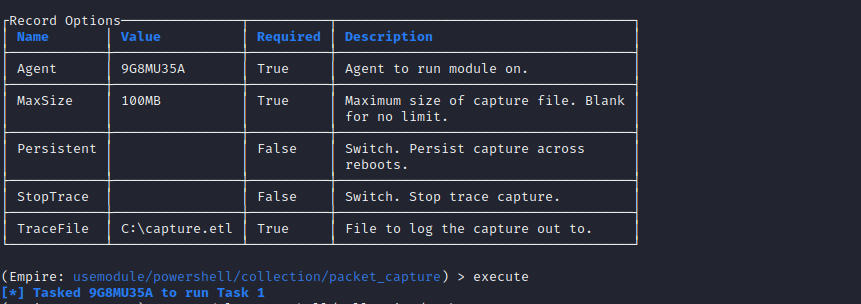 Record Options
Name Value Required Description
Agent 9G8MU35A True Agent to run module on.
MaxSize 100MB True Maximum size of capture file. Blank
for no limit.
Persistent False Switch. Persist capture across
reboots.
StopTrace False Switch. Stop trace capture.
TraceFile C:\capture.etl True File to log the capture out to.
(Empire: usemodule/powershell/collection/packet_capture) > execute
[*] Tasked 9G8MU35A to run Task 1